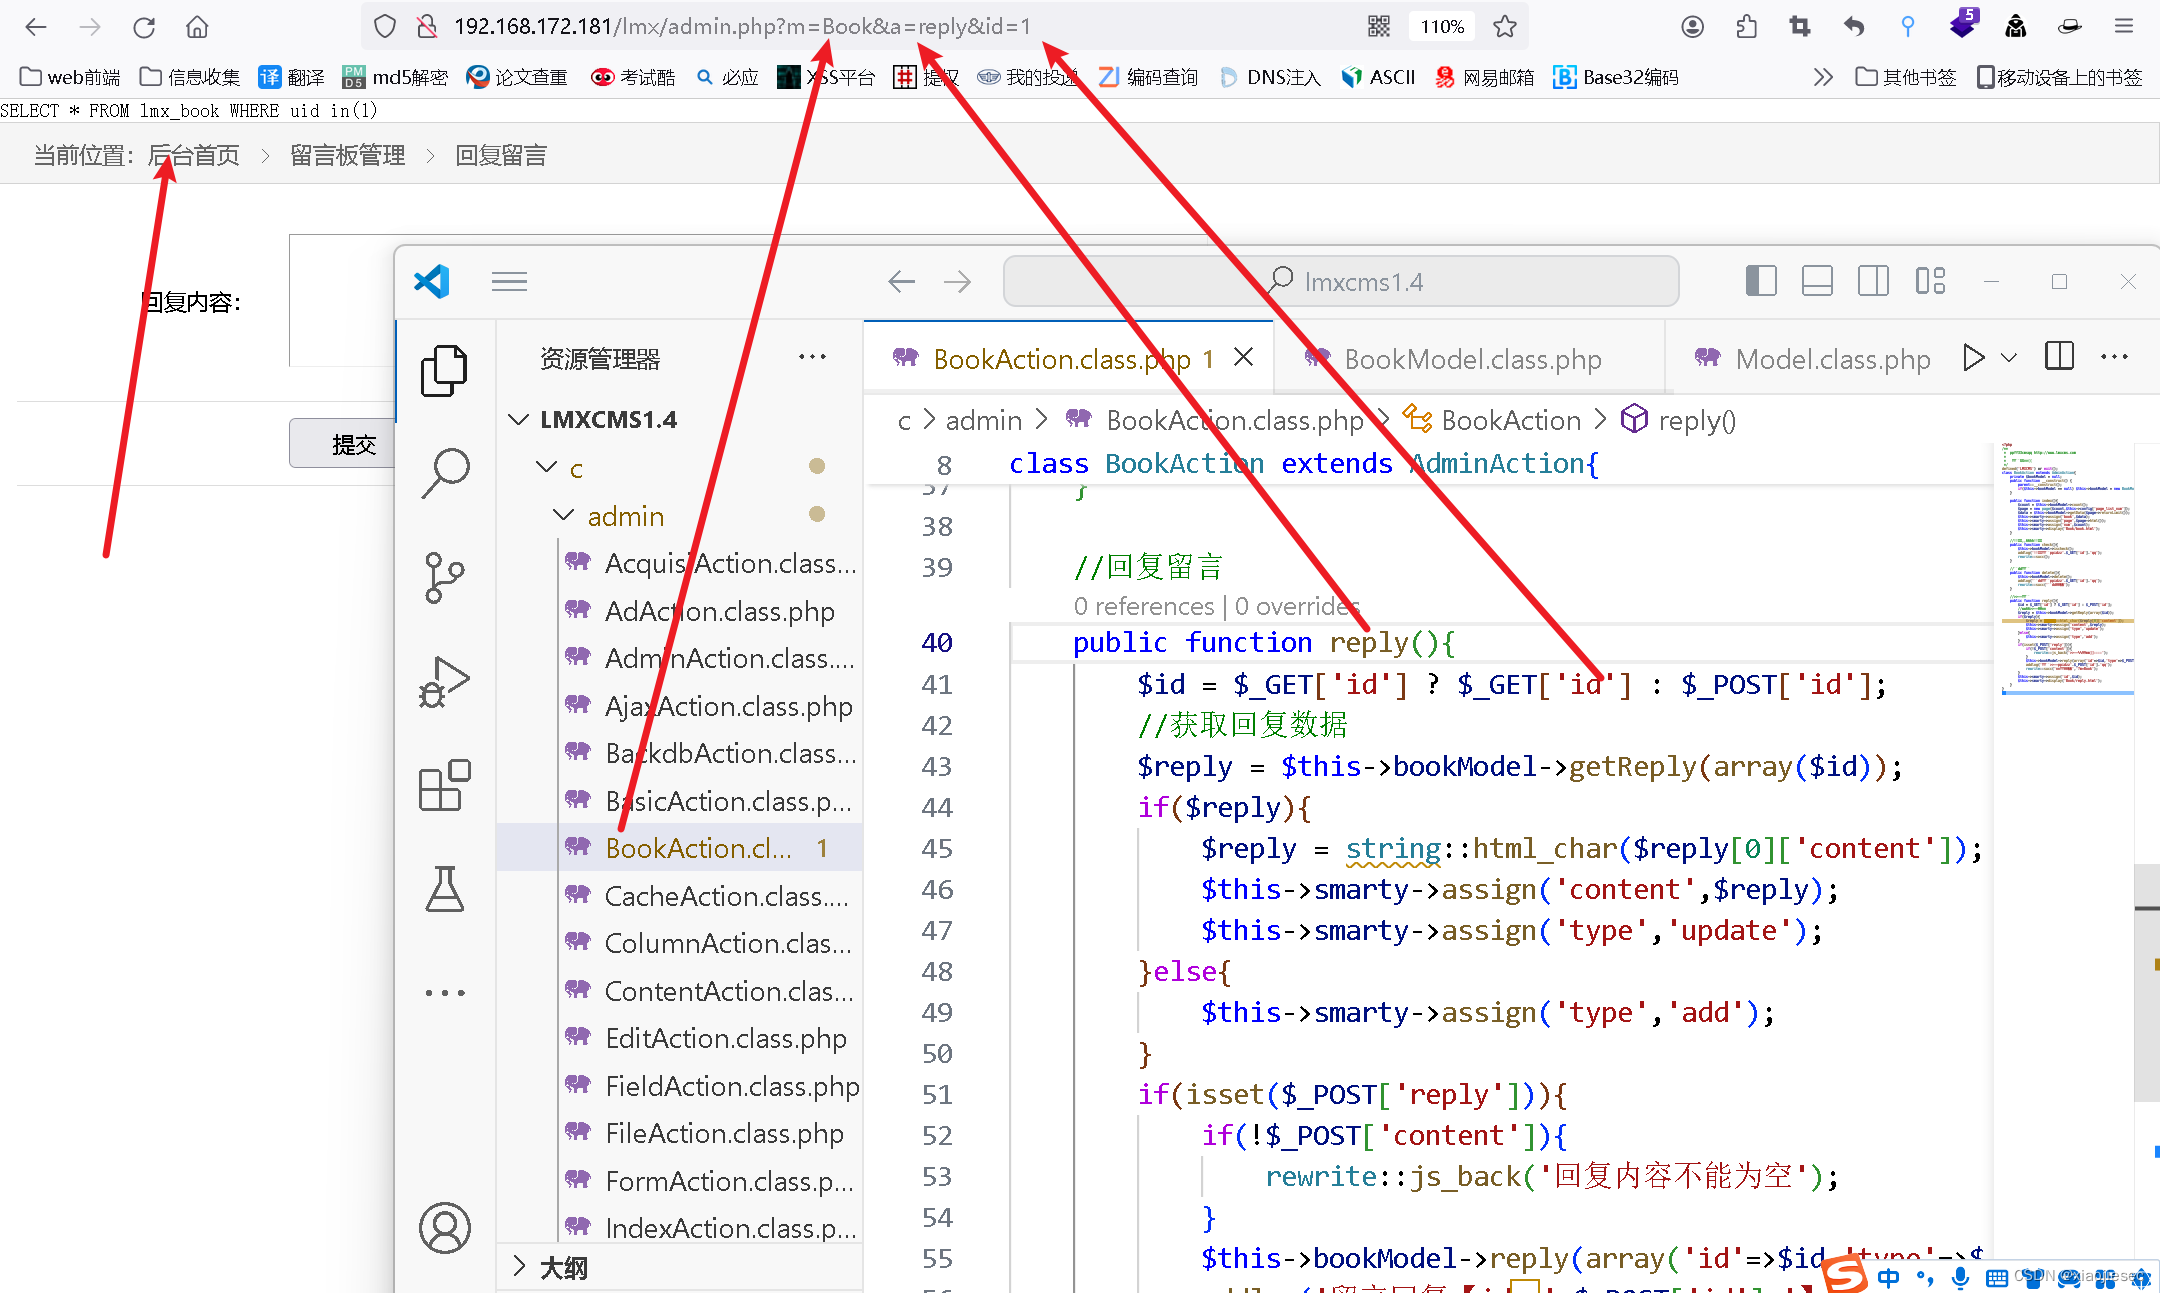 192.168.172.181/lmx/admin.php?m=Book&a=reply&id=1
110%
5
web前端 信息收集 译 翻译 PM D5 md5解密 论文查重 考试酷 必应 XSS平台 提权 我的投递 编码查询 DNS注入 ASCII 网易邮箱 Base32编码 其他书签 移动设备上的书签
SELECT * FROM lmx_book WHERE uid in(1)
当前位置： 后台首页 > 留言板管理 > 回复留言
回复内容：
提交
lmxcms1.4
资源管理器 ···
BookAction.class.php 1
BookModel.class.php
Model.class.php
LMXCMS1.4
c
admin
AcquisiAction.class...
AdAction.class.php
AdminAction.class....
AjaxAction.class.php
BackdbAction.class...
BasicAction.class.p...
BookAction.cl... 1
CacheAction.class....
ColumnAction.clas...
ContentAction.clas...
EditAction.class.php
FieldAction.class.php
FileAction.class.php
FormAction.class.p...
IndexAction.class.p...
大纲
c > admin > BookAction.class.php > BookAction > reply()
8 class BookAction extends AdminAction{
37 }
38
39 //回复留言
0 references | 0 overrides
40 public function reply(){
41 $id = $_GET['id'] ? $_GET['id'] : $_POST['id'];
42 //获取回复数据
43 $reply = $this->bookModel->getReply(array($id));
44 if($reply){
45 $reply = string::html_char($reply[0]['content']);
46 $this->smarty->assign('content',$reply);
47 $this->smarty->assign('type','update');
48 }else{
49 $this->smarty->assign('type','add');
50 }
51 if(isset($_POST['reply'])){
52 if(!$_POST['content']){
53 rewrite::js_back('回复内容不能为空');
54 }
55 $this->bookModel->reply(array('id'=>$id,'type'=>$
中